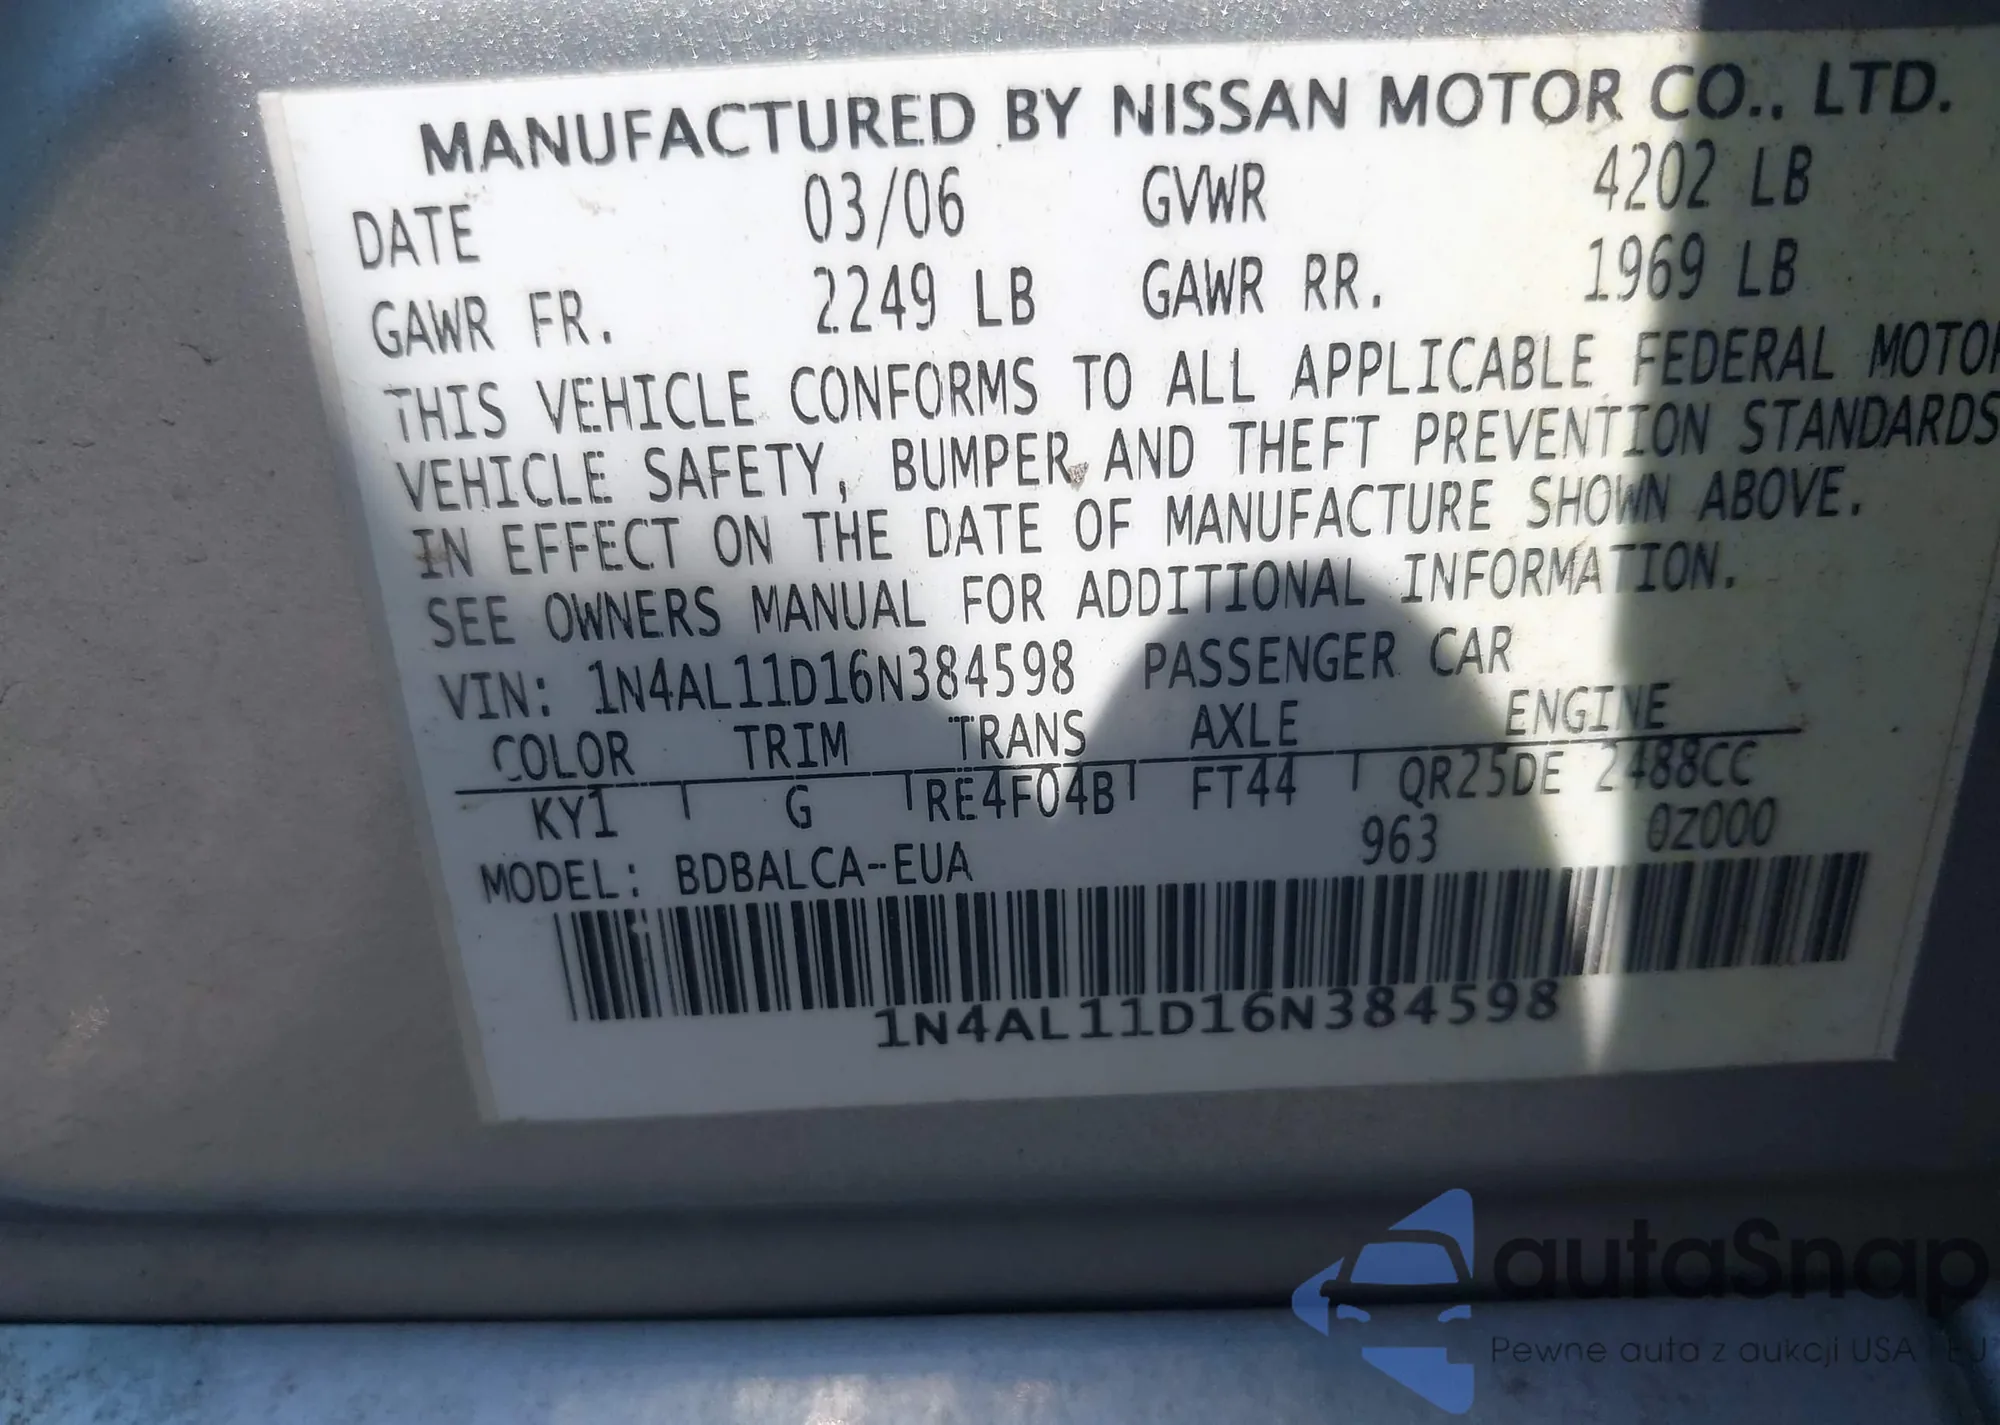 MANUFACTURED BY NISSAN MOTOR CO., LTD.
DATE 03/06 GVWR 4202 LB
GAWR FR. 2249 LB GAWR RR. 1969 LB
THIS VEHICLE CONFORMS TO ALL APPLICABLE FEDERAL MOTOR
VEHICLE SAFETY, BUMPER, AND THEFT PREVENTION STANDARDS
IN EFFECT ON THE DATE OF MANUFACTURE SHOWN ABOVE.
SEE OWNERS MANUAL FOR ADDITIONAL INFORMATION.
VIN: 1N4AL11D16N384598 PASSENGER CAR
COLOR TRIM TRANS AXLE ENGINE
KY1 G RE4F04B FT44 QR25DE 2488CC
MODEL: BDBALCA-EUA 963 0Z000
1N4AL11D16N384598
autaSnap
Pewne auta z aukcji USA